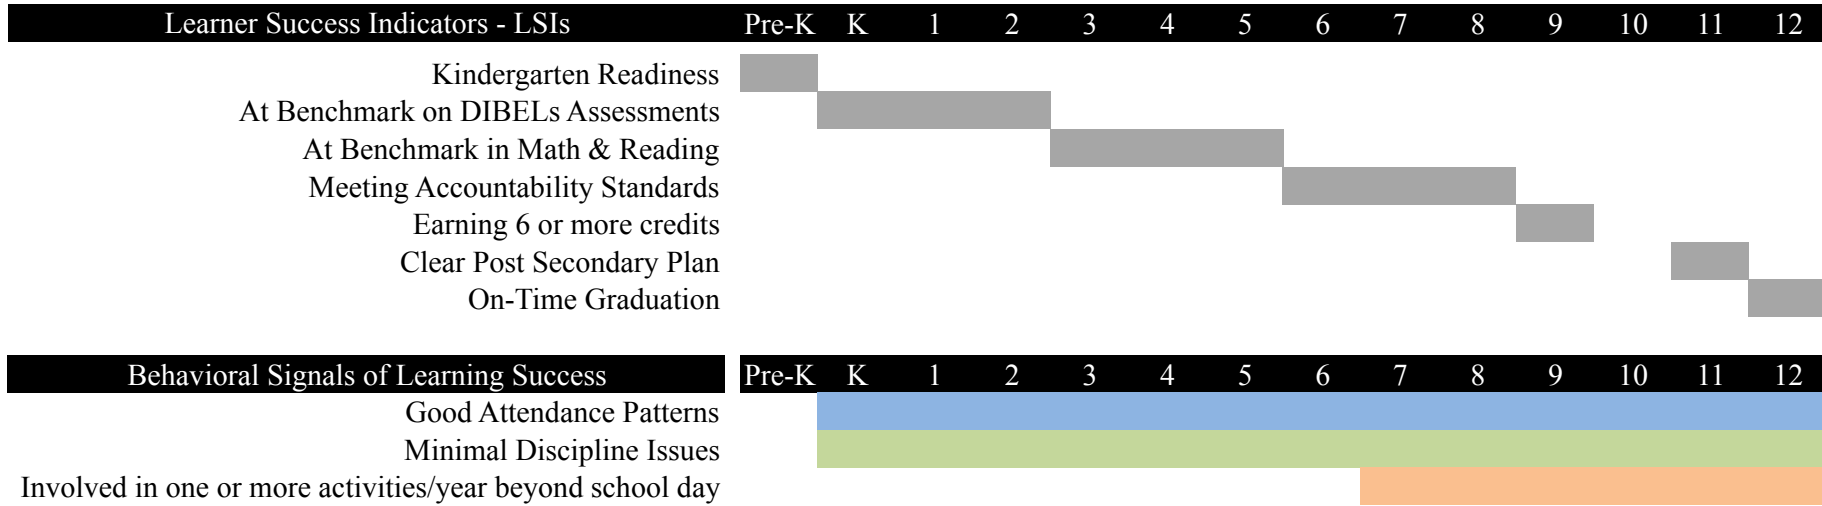 Learner Success Indicators - LSIs Pre-K K 1 2 3 4 5 6 7 8 9 10 11 12
Kindergarten Readiness
At Benchmark on DIBELs Assessments
At Benchmark in Math & Reading
Meeting Accountability Standards
Earning 6 or more credits
Clear Post Secondary Plan
On-Time Graduation
Behavioral Signals of Learning Success Pre-K K 1 2 3 4 5 6 7 8 9 10 11 12
Good Attendance Patterns
Minimal Discipline Issues
Involved in one or more activities/year beyond school day